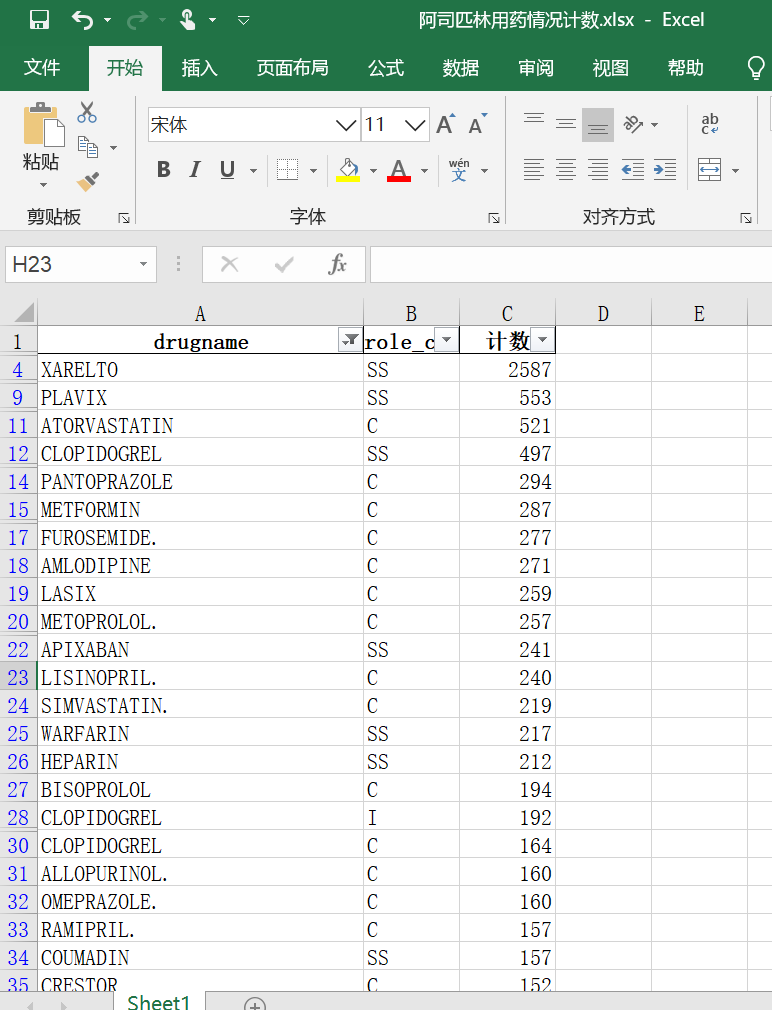 阿司匹林用药情况计数.xlsx - Excel
文件 开始 插入 页面布局 公式 数据 审阅 视图 帮助
宋体 11 A A ab
粘贴 B I U A wén 文
剪贴板 字体 对齐方式
H23 fx
A B C D E
1 drugname role_c 计数
4 XARELTO SS 2587
9 PLAVIX SS 553
11 ATORVASTATIN C 521
12 CLOPIDOGREL SS 497
14 PANTOPRAZOLE C 294
15 METFORMIN C 287
17 FUROSEMIDE. C 277
18 AMLODIPINE C 271
19 LASIX C 259
20 METOPROLOL. C 257
22 APIXABAN SS 241
23 LISINOPRIL. C 240
24 SIMVASTATIN. C 219
25 WARFARIN SS 217
26 HEPARIN SS 212
27 BISOPROLOL C 194
28 CLOPIDOGREL I 192
30 CLOPIDOGREL C 164
31 ALLOPURINOL. C 160
32 OMEPRAZOLE. C 160
33 RAMIPRIL. C 157
34 COUMADIN SS 157
35 CRESTOR C 152
Sheet1